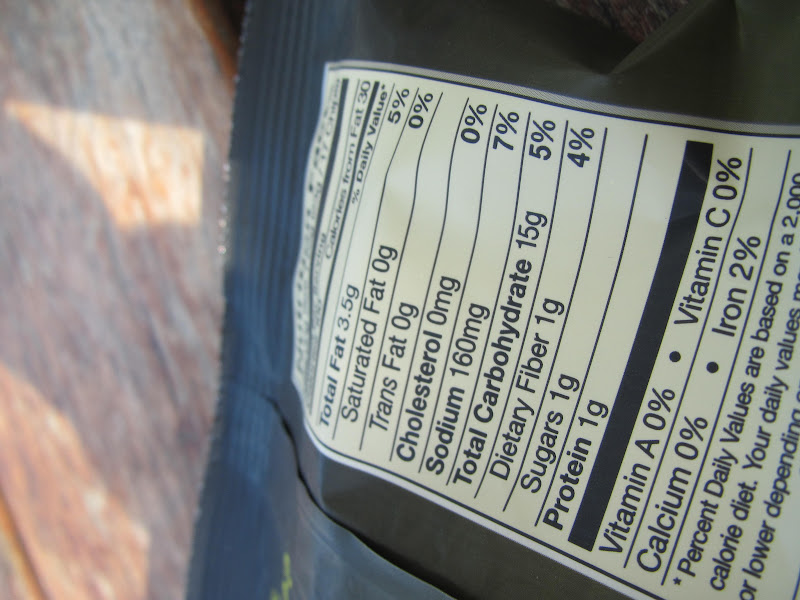 Calories from Fat 30
% Daily Value*
Total Fat 3.5g 5%
Saturated Fat 0g 0%
Trans Fat 0g
Cholesterol 0mg 0%
Sodium 160mg 7%
Total Carbohydrate 15g 5%
Dietary Fiber 1g 4%
Sugars 1g
Protein 1g
Vitamin A 0% • Vitamin C 0%
Calcium 0% • Iron 2%
* Percent Daily Values are based on a 2,000
calorie diet. Your daily values
or lower depending